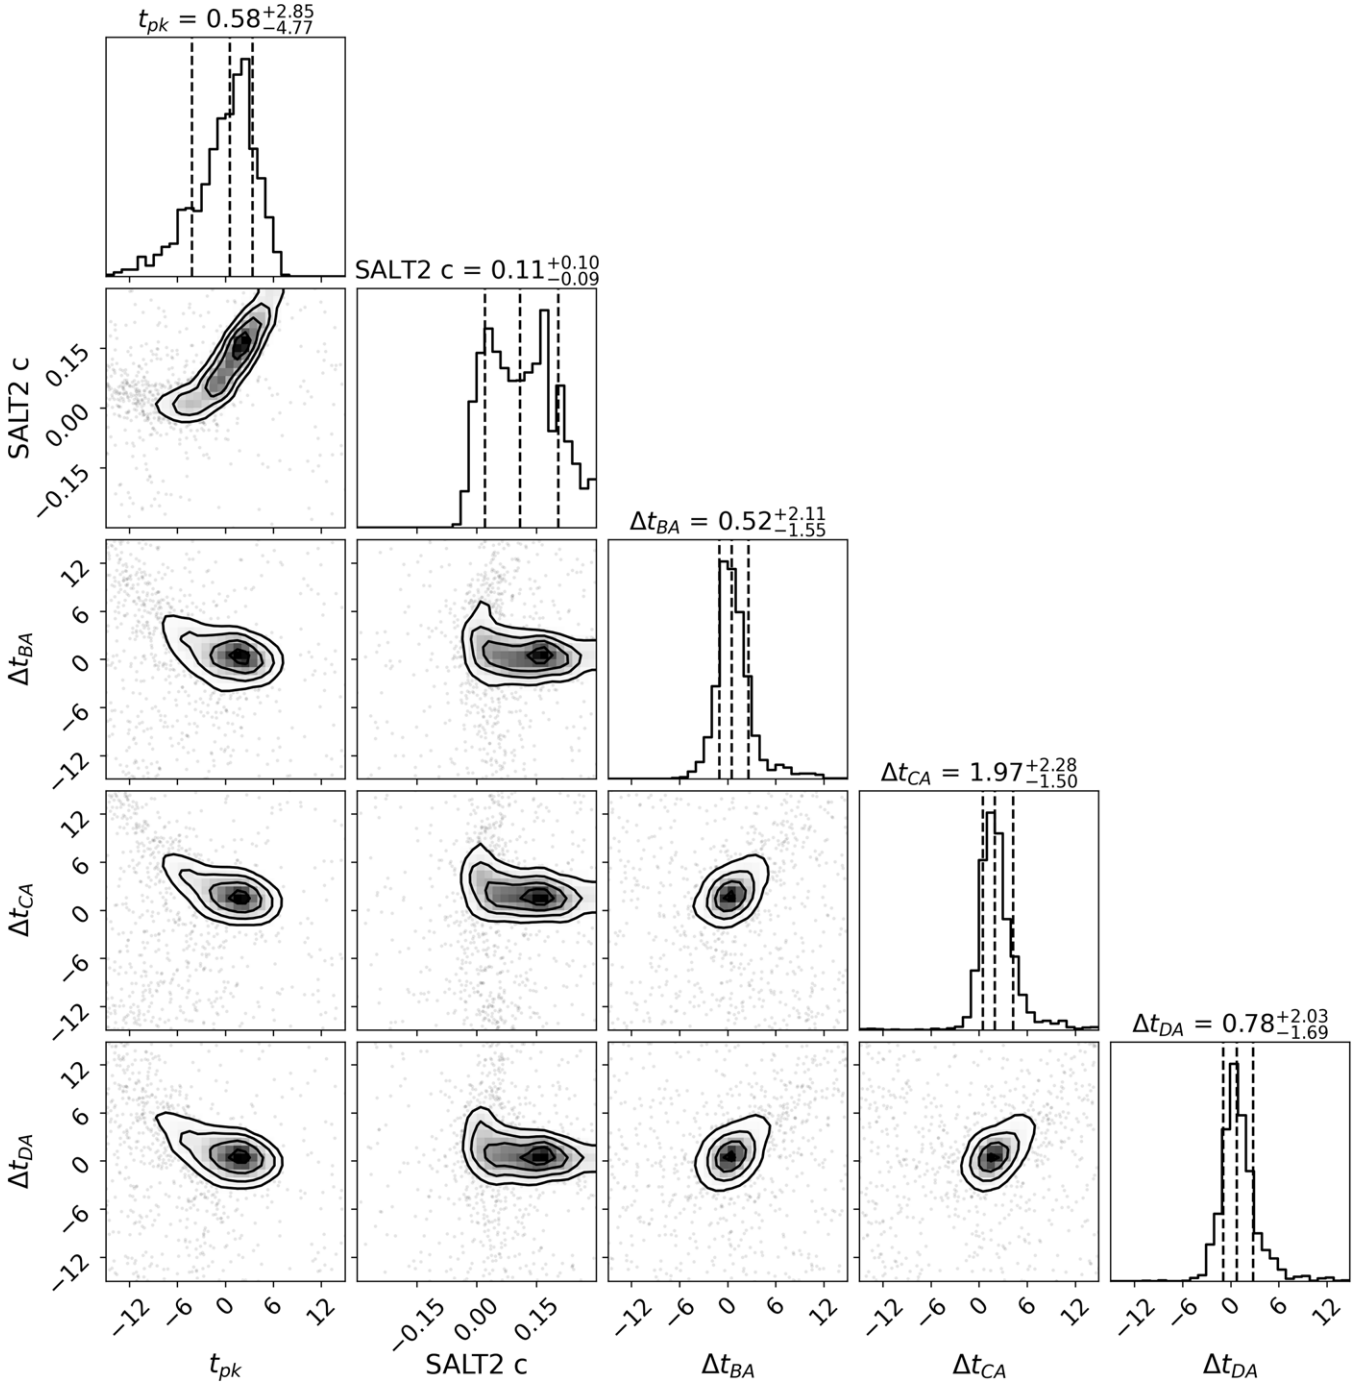 t_pk = 0.58^{+2.85}_{-4.77}
SALT2 c = 0.11^{+0.10}_{-0.09}
SALT2 c
0.15
0.00
−0.15
Δt_BA = 0.52^{+2.11}_{-1.55}
Δt_BA
12
6
0
−6
−12
Δt_CA = 1.97^{+2.28}_{-1.50}
Δt_CA
12
6
0
−6
−12
Δt_DA = 0.78^{+2.03}_{-1.69}
Δt_DA
12
6
0
−6
−12
−12 −6 0 6 12 −0.15 0.00 0.15 −12 −6 0 6 12 −12 −6 0 6 12 −12 −6 0 6 12
t_pk SALT2 c Δt_BA Δt_CA Δt_DA